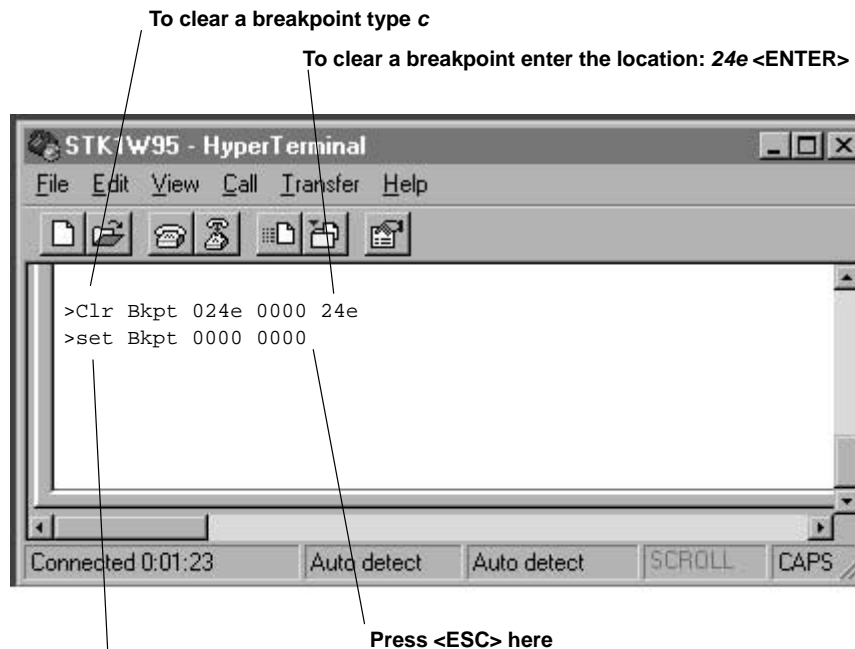 To clear a breakpoint type c
To clear a breakpoint enter the location: 24e <ENTER>
STK1W95 - HyperTerminal
File Edit View Call Transfer Help
>Clr Bkpt 024e 0000 24e
>set Bkpt 0000 0000
Connected 0:01:23 Auto detect Auto detect SCROLL CAPS
Press <ESC> here